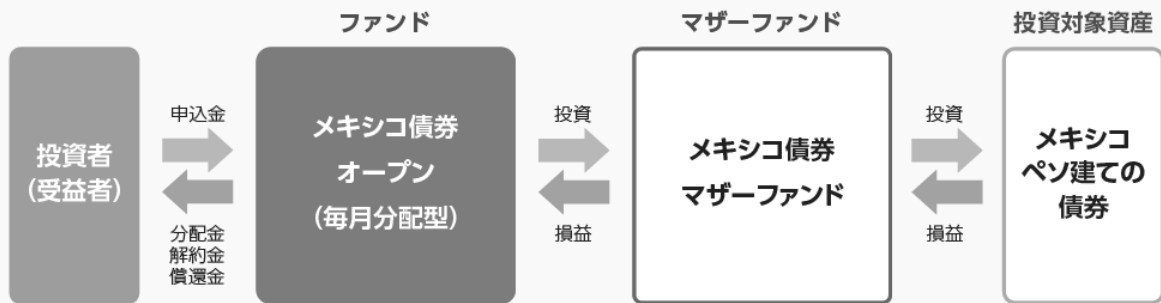 ファンド
マザーファンド
投資対象資産
投資者
(受益者)
申込金
分配金
解約金
償還金
メキシコ債券
オープン
(毎月分配型)
投資
損益
メキシコ債券
マザーファンド
投資
損益
メキシコ
ペソ建ての
債券